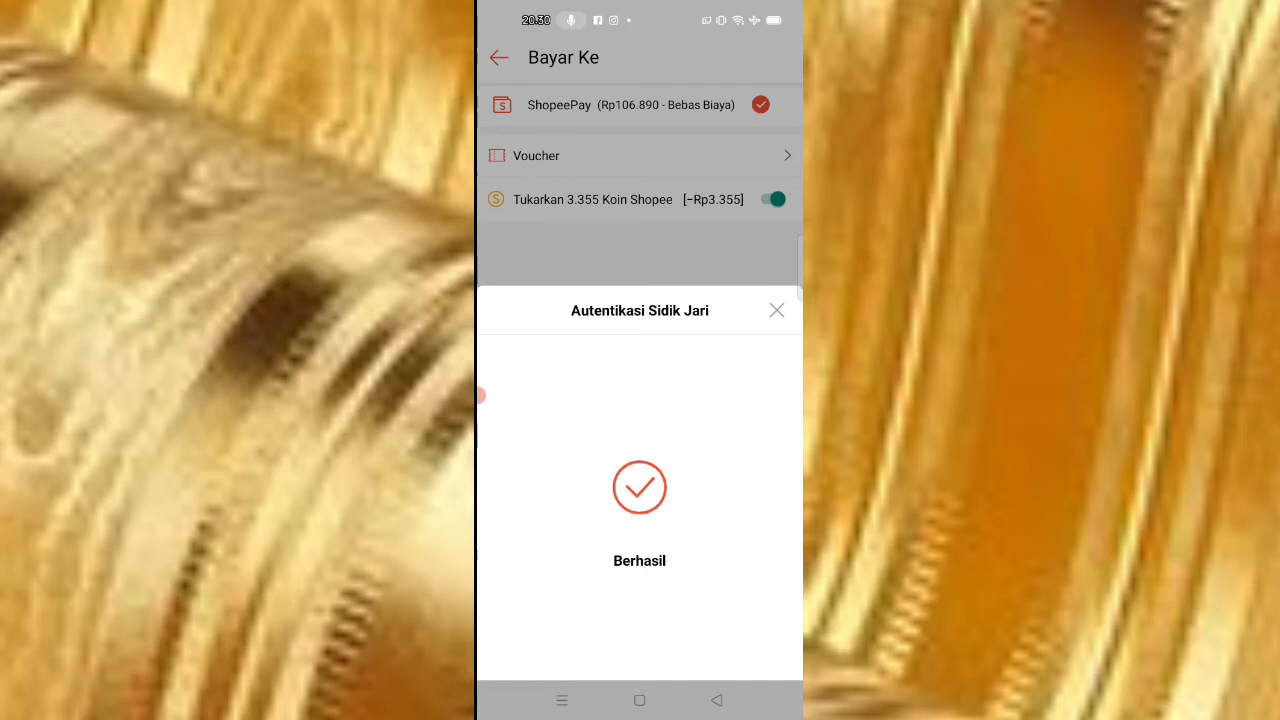 20.30
Bayar Ke
ShopeePay (Rp106.890 - Bebas Biaya)
Voucher
Tukarkan 3.355 Koin Shopee [-Rp3.355]
Autentikasi Sidik Jari
Berhasil